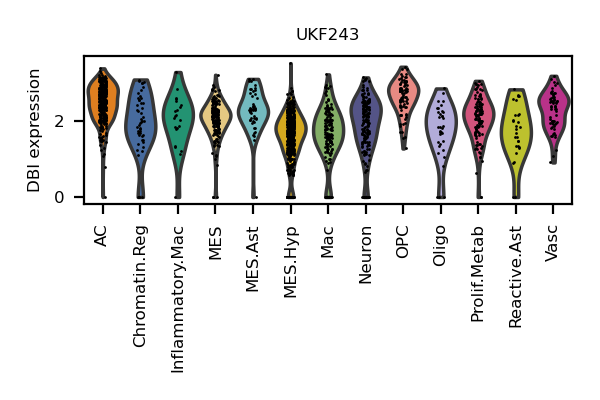 UKF243
DBI expression
2
0
AC
Chromatin.Reg
Inflammatory.Mac
MES
MES.Ast
MES.Hyp
Mac
Neuron
OPC
Oligo
Prolif.Metab
Reactive.Ast
Vasc